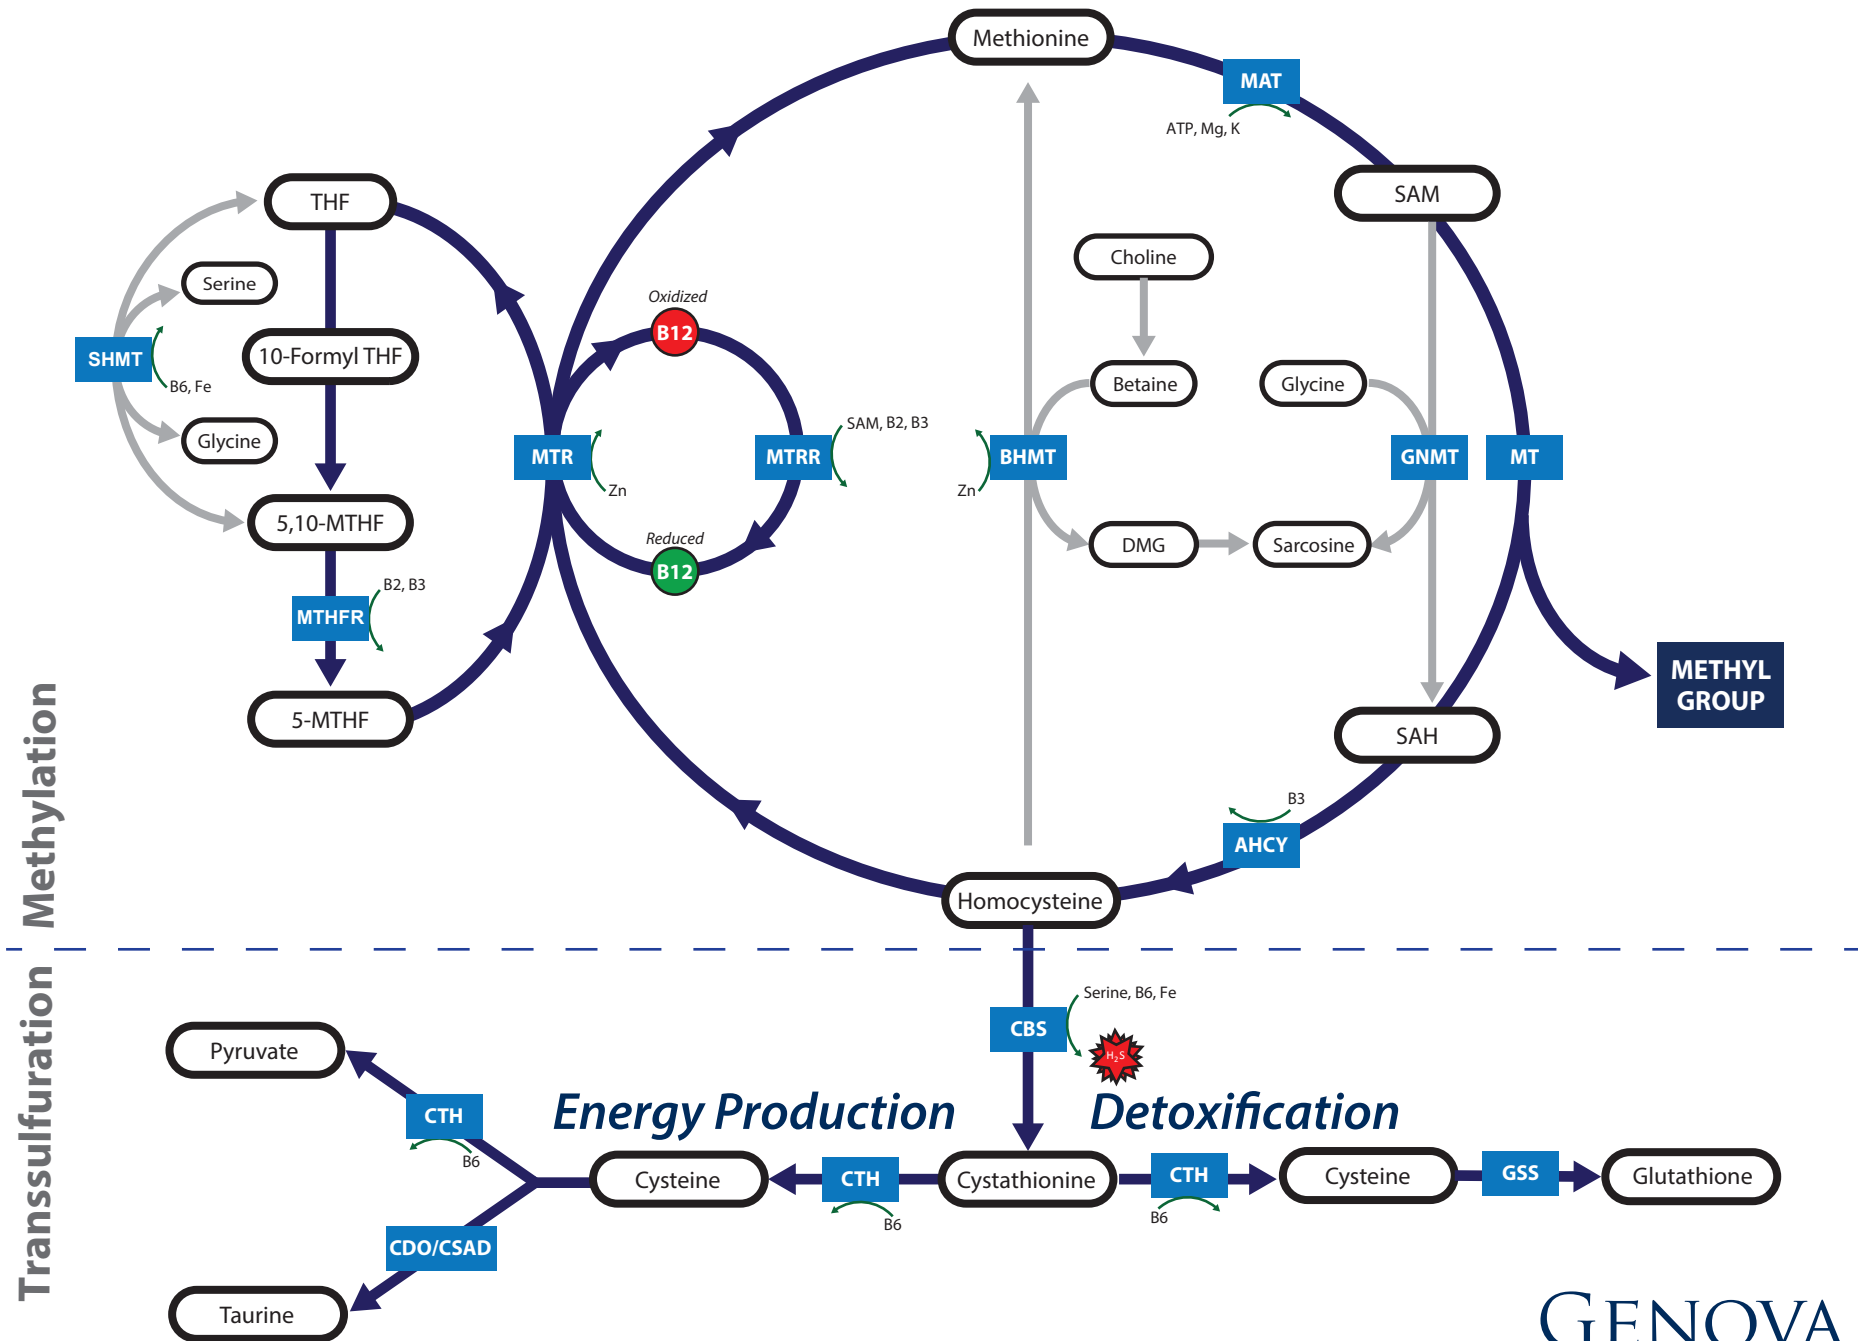 Methionine
MAT
ATP, Mg, K
THF
SAM
Choline
Serine
Oxidized
B12
SHMT
B6, Fe
10-Formyl THF
Betaine
Glycine
Glycine
MTR
Zn
MTRR
SAM, B2, B3
BHMT
Zn
GNMT
MT
5,10-MTHF
Reduced
B12
DMG
Sarcosine
MTHFR
B2, B3
5-MTHF
SAH
METHYL
GROUP
B3
AHCY
Homocysteine
Methylation
Transsulfuration
Serine, B6, Fe
CBS
H2S
Pyruvate
CTH
B6
Energy Production
Detoxification
Cysteine
CTH
B6
Cystathionine
CTH
B6
Cysteine
GSS
Glutathione
CDO/CSAD
Taurine
GENOVA